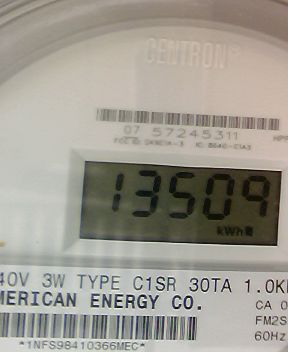 CENTRON®
07 57245311
13509
kWh
40V 3W TYPE C1SR 30TA 1.0K
MERICAN ENERGY CO.
CA 0
FM2S
60Hz
*1NFS98410366MEC*